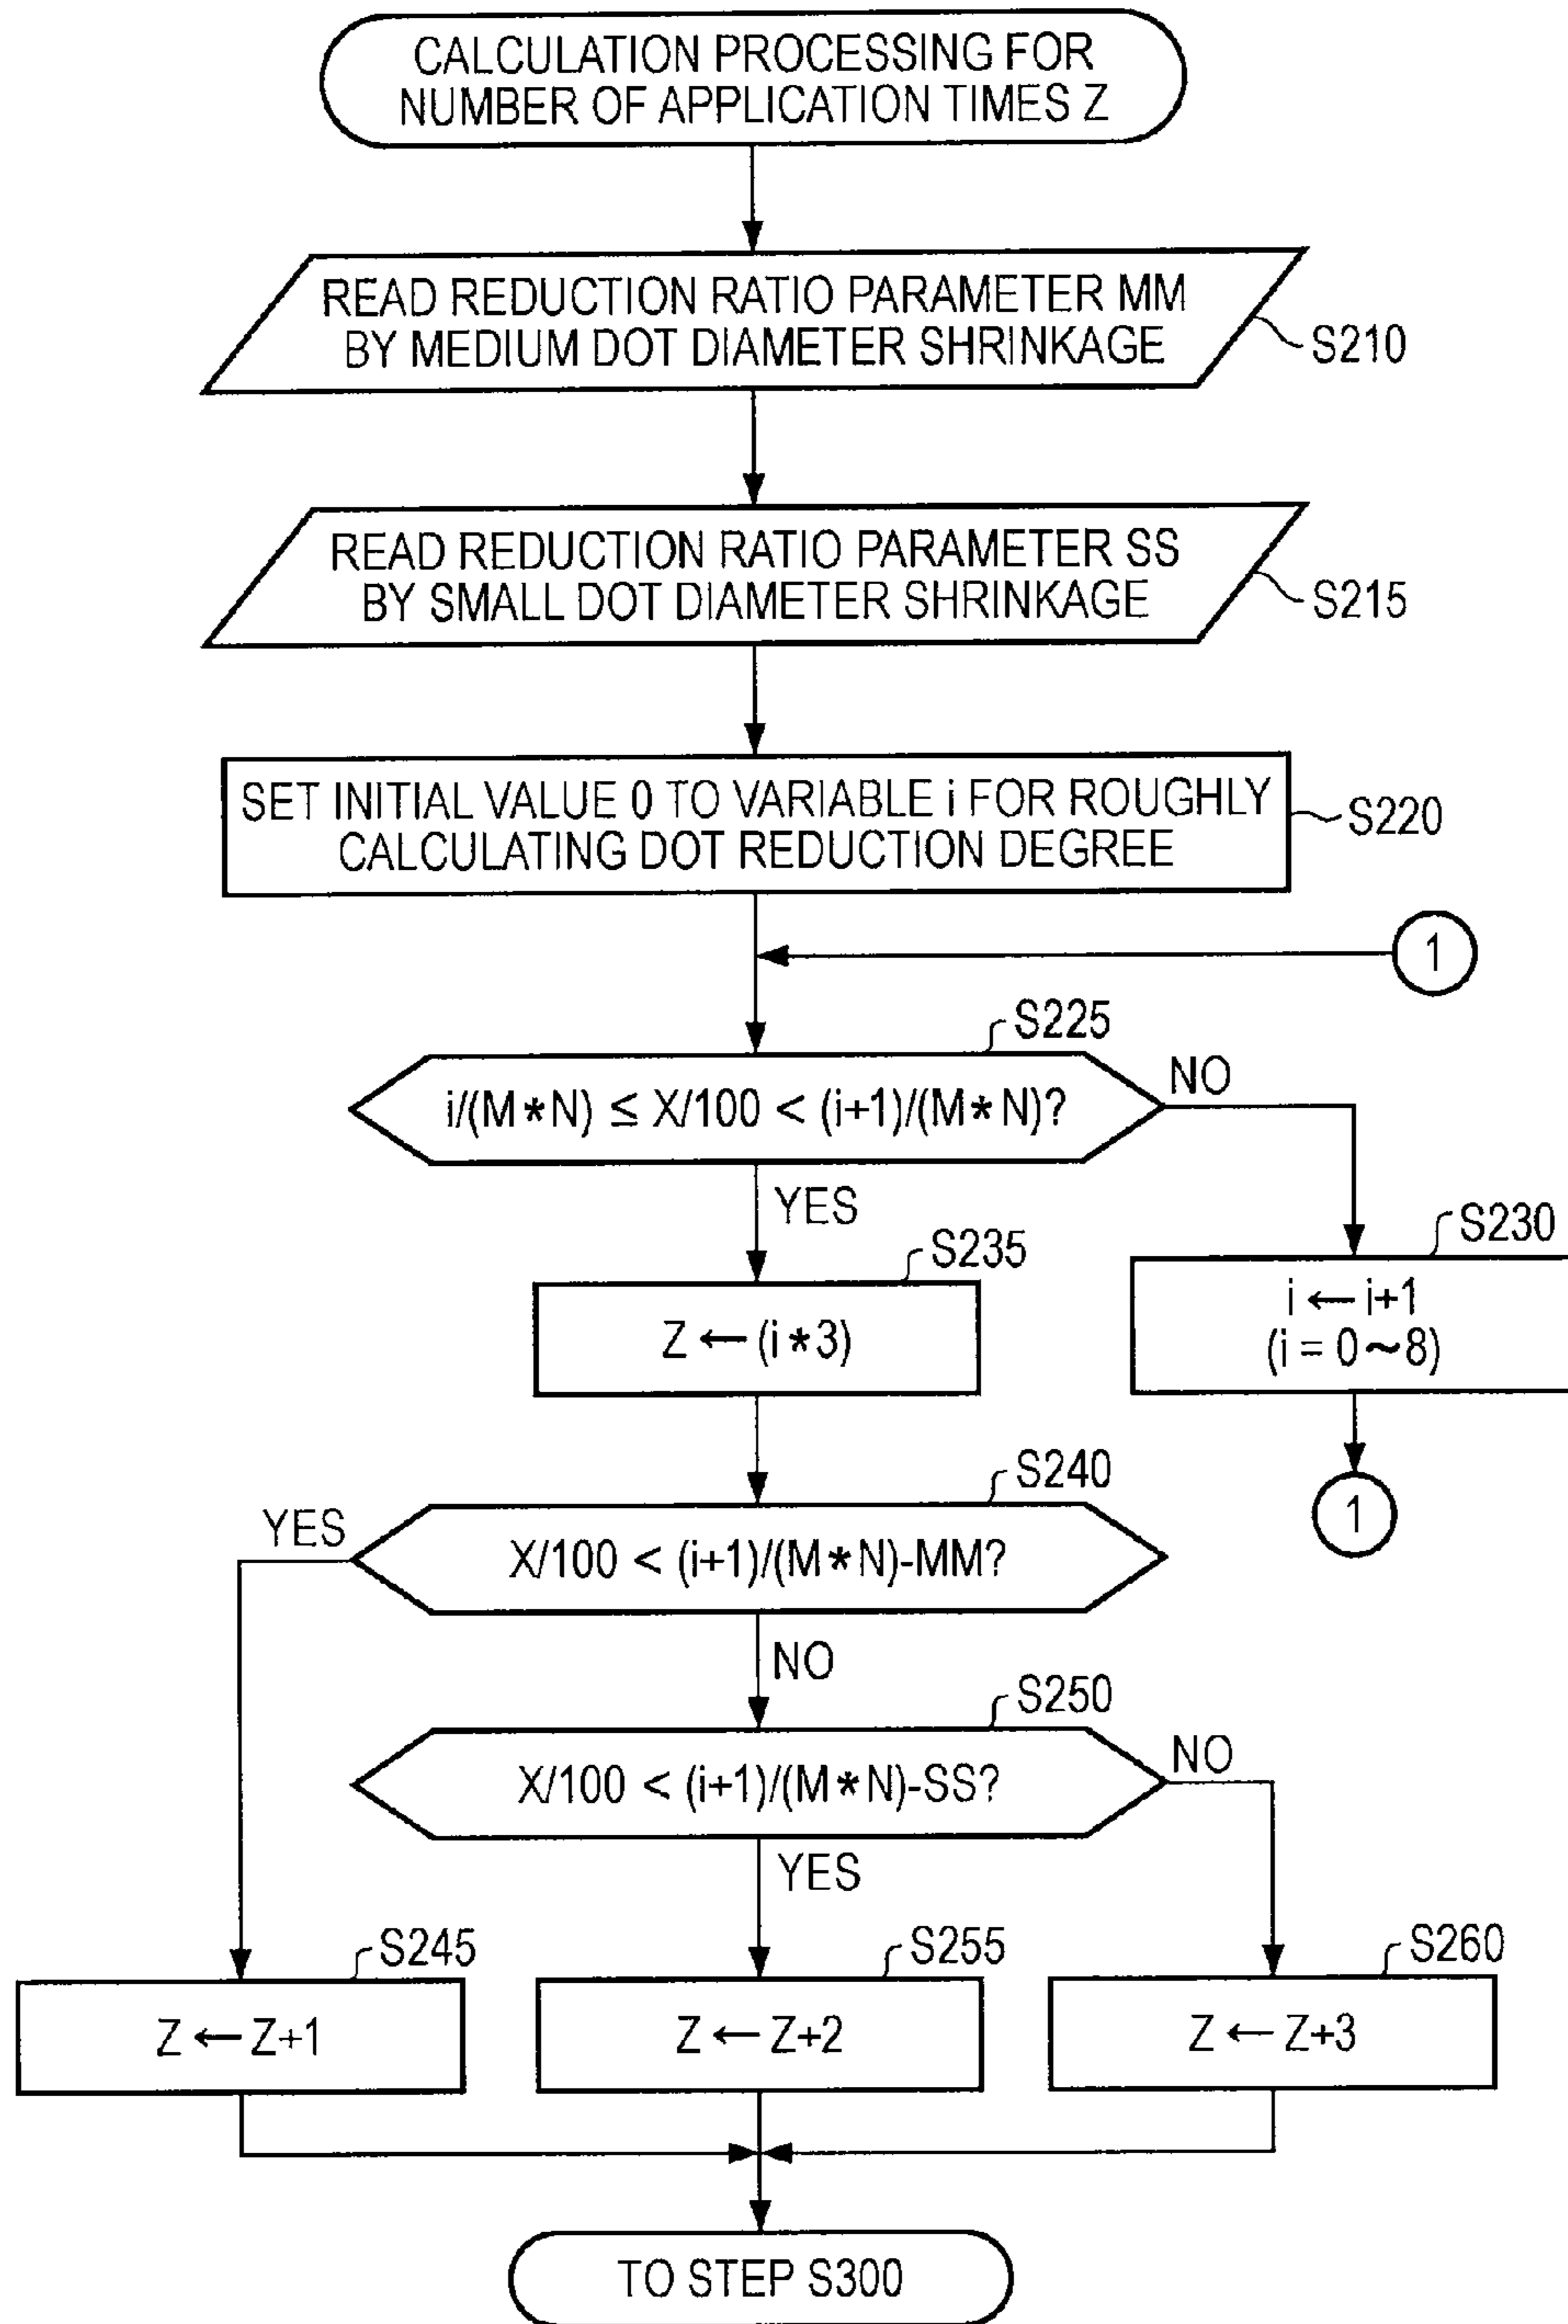 CALCULATION PROCESSING FOR
NUMBER OF APPLICATION TIMES Z
READ REDUCTION RATIO PARAMETER MM
BY MEDIUM DOT DIAMETER SHRINKAGE
S210
READ REDUCTION RATIO PARAMETER SS
BY SMALL DOT DIAMETER SHRINKAGE
S215
SET INITIAL VALUE 0 TO VARIABLE i FOR ROUGHLY
CALCULATING DOT REDUCTION DEGREE
S220
1
S225
i/(M*N) ≤ X/100 < (i+1)/(M*N)?
NO
YES
S230
i ← i+1
(i = 0~8)
1
S235
Z ← (i*3)
S240
X/100 < (i+1)/(M*N)-MM?
YES
NO
S250
X/100 < (i+1)/(M*N)-SS?
NO
YES
S245
Z ← Z+1
S255
Z ← Z+2
S260
Z ← Z+3
TO STEP S300